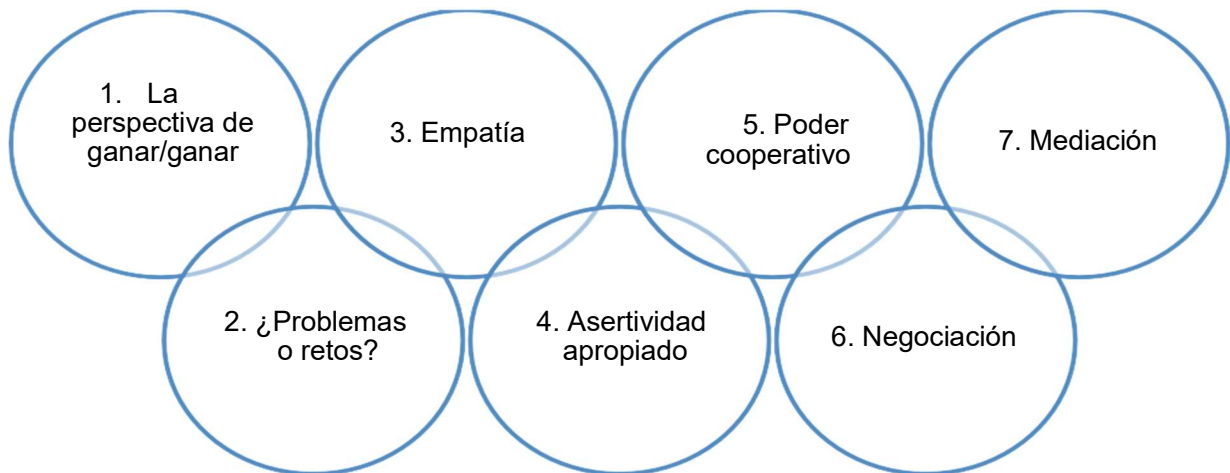 1. La
perspectiva de
ganar/ganar
2. ¿Problemas
o retos?
3. Empatía
4. Asertividad
apropiado
5. Poder
cooperativo
6. Negociación
7. Mediación